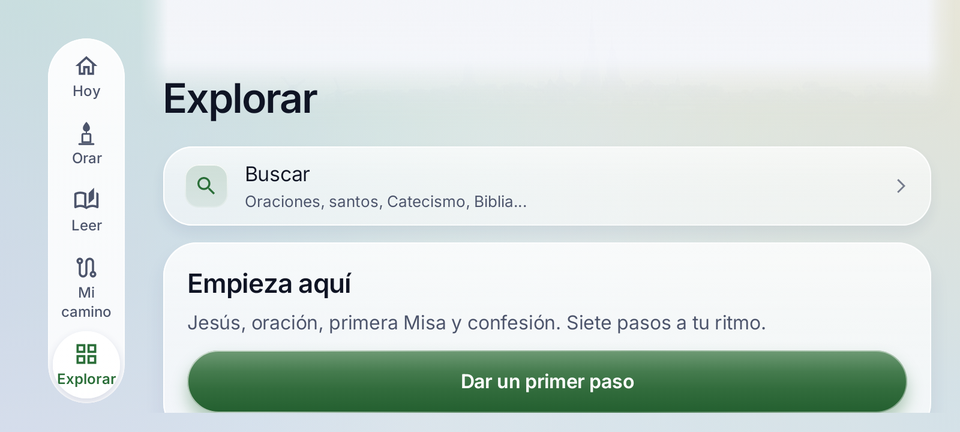 Hoy
Orar
Leer
Mi
camino
Explorar
Explorar
Buscar
Oraciones, santos, Catecismo, Biblia...
Empieza aquí
Jesús, oración, primera Misa y confesión. Siete pasos a tu ritmo.
Dar un primer paso